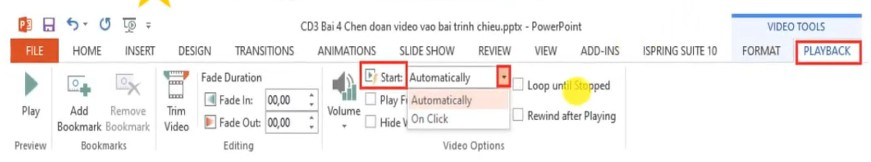 CD3 Bai 4 Chen doan video vao bai trinh chieu.pptx - PowerPoint
VIDEO TOOLS
FILE HOME INSERT DESIGN TRANSITIONS ANIMATIONS SLIDE SHOW REVIEW VIEW ADD-INS ISPRING SUITE 10 FORMAT PLAYBACK
Play
Preview
Add Bookmark
Remove Bookmark
Bookmarks
Trim Video
Fade Duration
Fade In: 00,00
Fade Out: 00,00
Editing
Volume
Start: Automatically
Automatically
On Click
Play F
Hide
Loop until Stopped
Rewind after Playing
Video Options